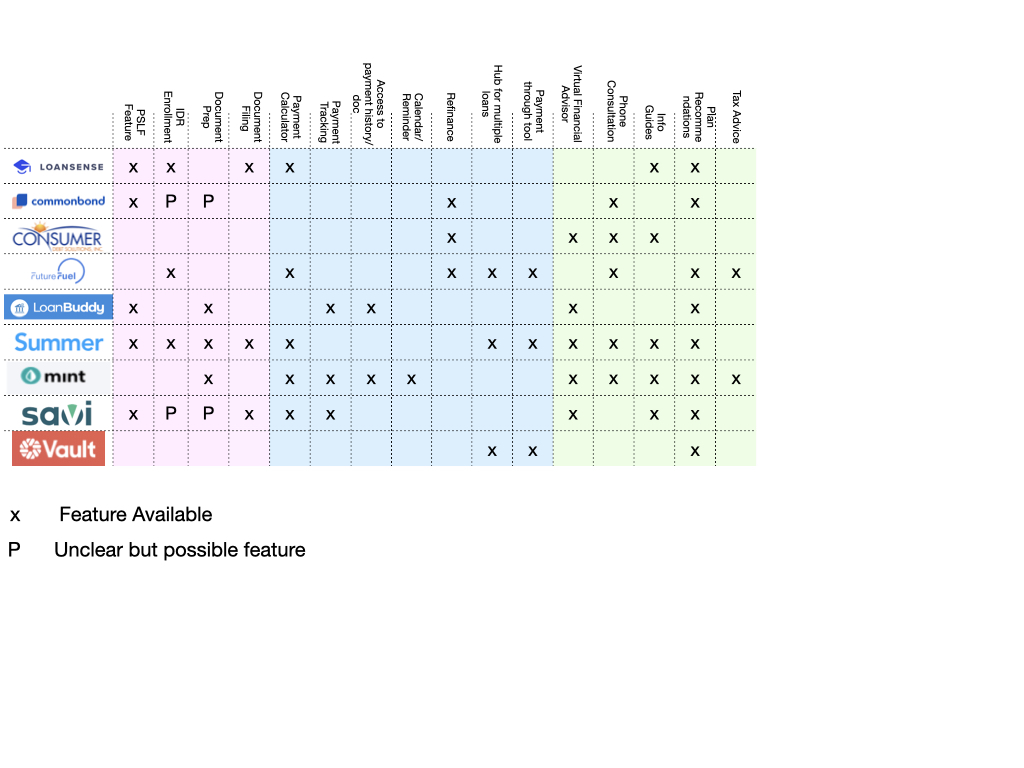 PSLF
Feature
IDR
Enrollment
Document
Prep
Document
Filing
Payment
Calculator
Payment
Tracking
Access to
payment history/
doc
Calendar/
Reminder
Refinance
Hub for multiple
loans
Payment
through tool
Virtual Financial
Advisor
Phone
Consultation
Info
Guides
Plan
Recomme
ndations
Tax Advice
LOANSENSE x x x x x x
commonbond x P P x x x
CONSUMER x x x x
DEBT SOLUTIONS, INC.
FutureFuel x x x x x x x x
LoanBuddy x x x x x x
Summer x x x x x x x x x x x
mint x x x x x x x x x x
savi x P P x x x x x x
Vault x x x
x Feature Available
P Unclear but possible feature